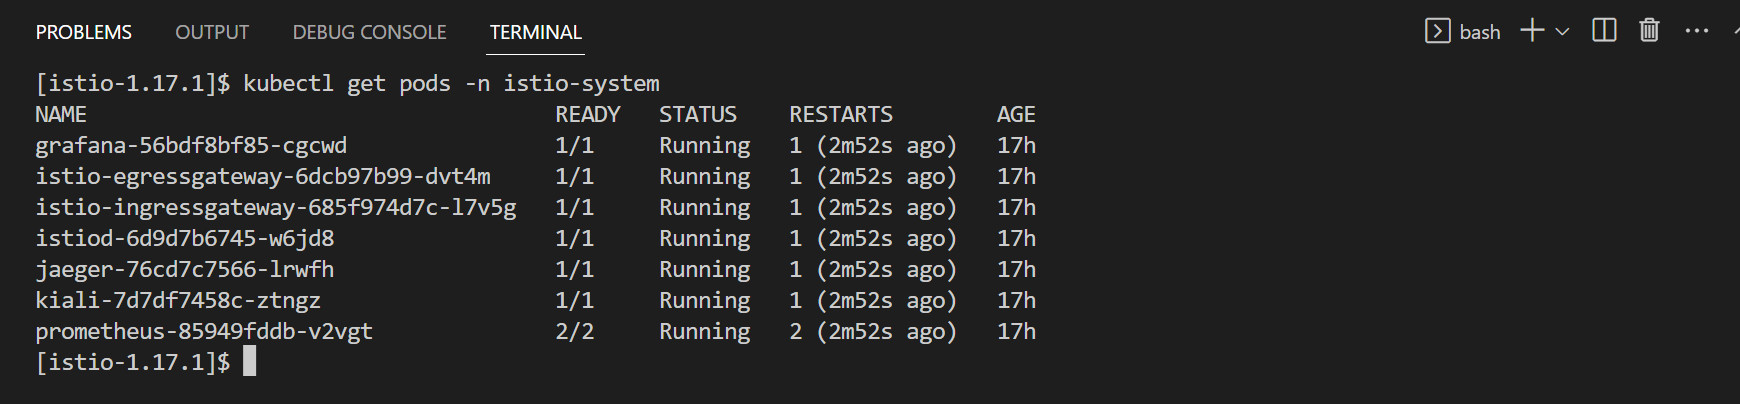 PROBLEMS OUTPUT DEBUG CONSOLE TERMINAL bash
[istio-1.17.1]$ kubectl get pods -n istio-system
NAME READY STATUS RESTARTS AGE
grafana-56bdf8bf85-cgcwd 1/1 Running 1 (2m52s ago) 17h
istio-egressgateway-6dcb97b99-dvt4m 1/1 Running 1 (2m52s ago) 17h
istio-ingressgateway-685f974d7c-l7v5g 1/1 Running 1 (2m52s ago) 17h
istiod-6d9d7b6745-w6jd8 1/1 Running 1 (2m52s ago) 17h
jaeger-76cd7c7566-lrwfh 1/1 Running 1 (2m52s ago) 17h
kiali-7d7df7458c-ztngz 1/1 Running 1 (2m52s ago) 17h
prometheus-85949fddb-v2vgt 2/2 Running 2 (2m52s ago) 17h
[istio-1.17.1]$